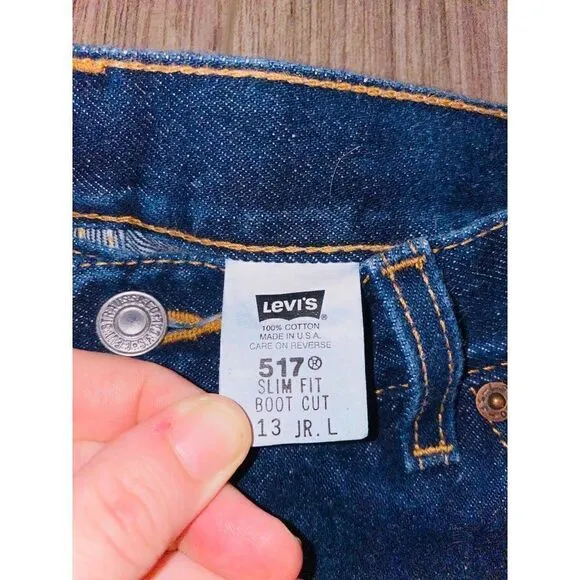 LEVI'S ®
100% COTTON
MADE IN U.S.A.
CARE ON REVERSE
517®
SLIM FIT
BOOT CUT
13 JR. L